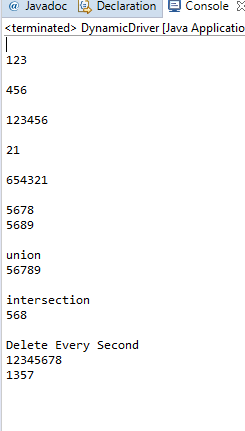 @ Javadoc Declaration Console
<terminated> DynamicDriver [Java Applicatio
123
456
123456
21
654321
5678
5689
union
56789
intersection
568
Delete Every Second
12345678
1357